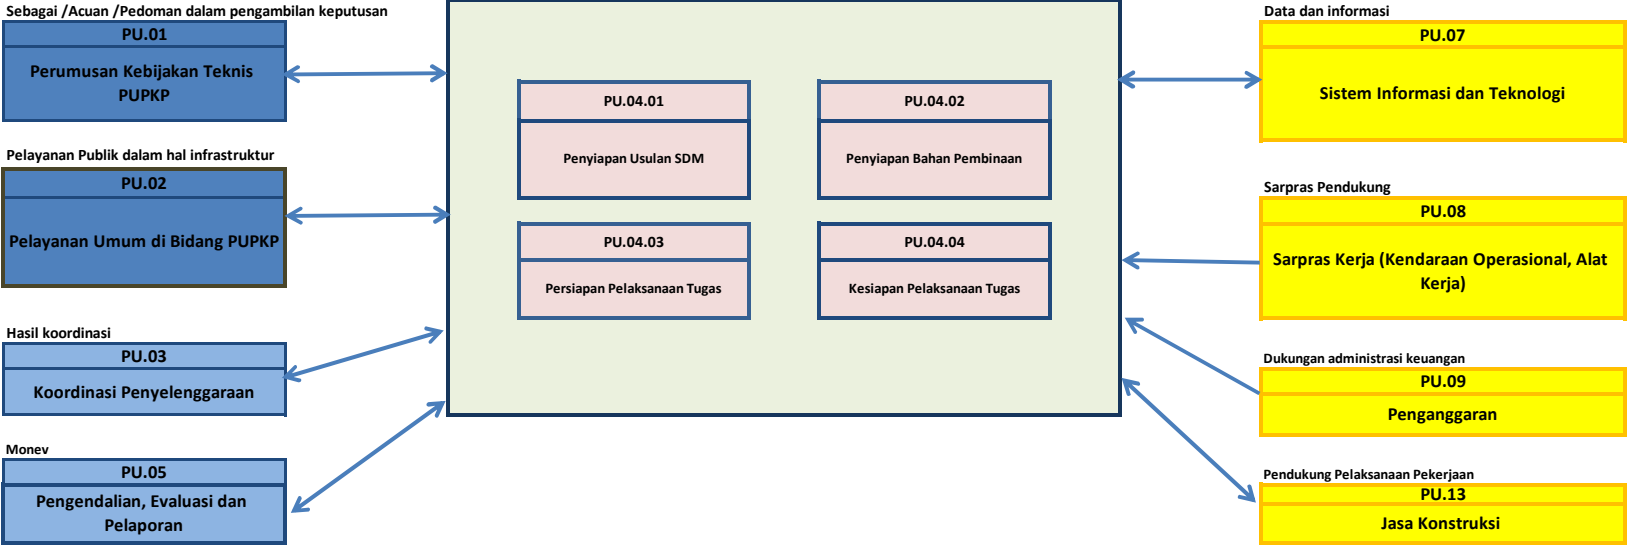 Sebagai /Acuan /Pedoman dalam pengambilan keputusan
PU.01
Perumusan Kebijakan Teknis
PUPKP
Pelayanan Publik dalam hal infrastruktur
PU.02
Pelayanan Umum di Bidang PUPKP
Hasil koordinasi
PU.03
Koordinasi Penyelenggaraan
Monev
PU.05
Pengendalian, Evaluasi dan
Pelaporan
PU.04.01
Penyiapan Usulan SDM
PU.04.02
Penyiapan Bahan Pembinaan
PU.04.03
Persiapan Pelaksanaan Tugas
PU.04.04
Kesiapan Pelaksanaan Tugas
Data dan informasi
PU.07
Sistem Informasi dan Teknologi
Sarpras Pendukung
PU.08
Sarpras Kerja (Kendaraan Operasional, Alat
Kerja)
Dukungan administrasi keuangan
PU.09
Penganggaran
Pendukung Pelaksanaan Pekerjaan
PU.13
Jasa Konstruksi